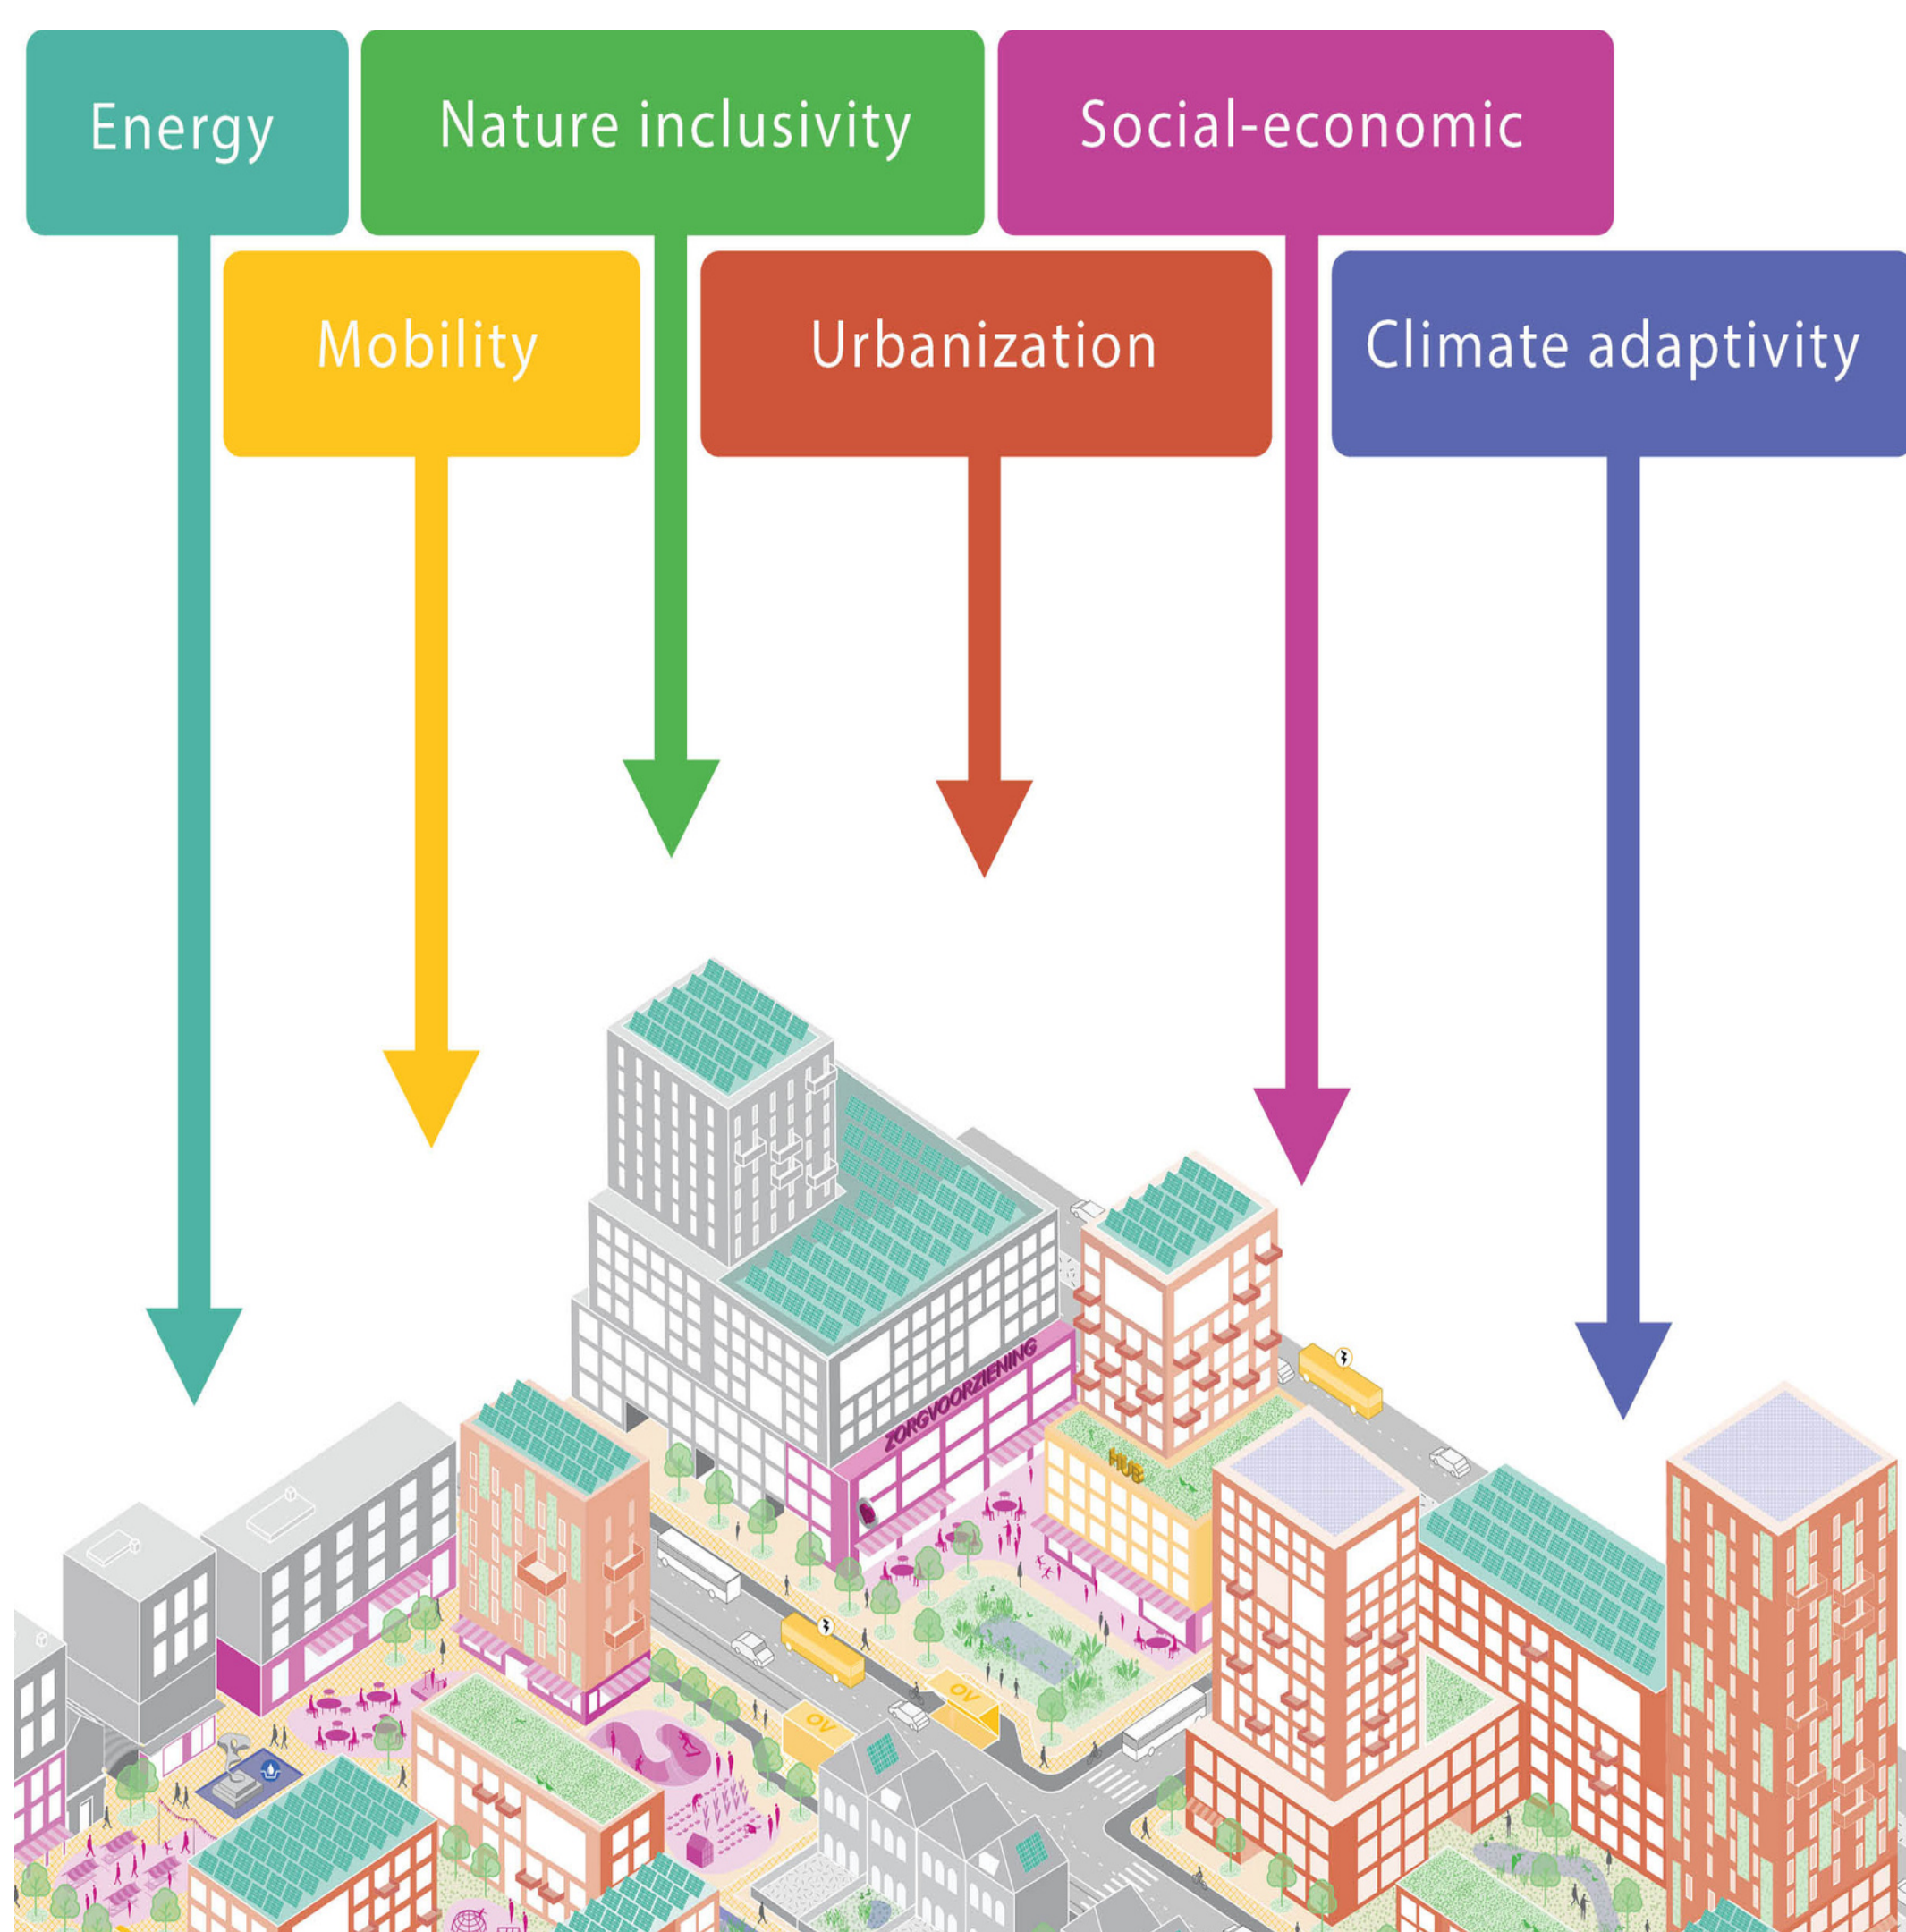 Energy
Nature inclusivity
Social-economic
Mobility
Urbanization
Climate adaptivity
ZORGVOORZIENING
HUB
OV
OV